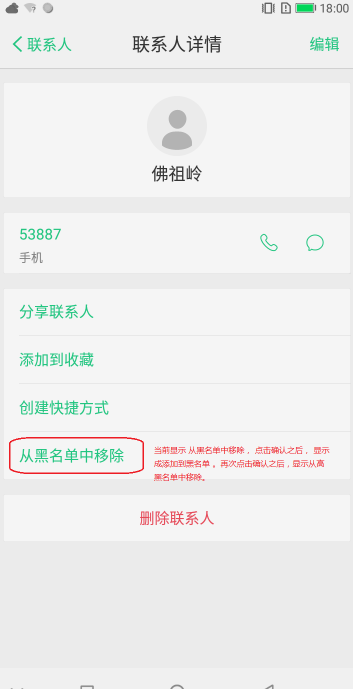 18:00
联系人
联系人详情
编辑
佛祖岭
53887
手机
分享联系人
添加到收藏
创建快捷方式
从黑名单中移除
当前显示 从黑名单中移除 ，点击确认之后， 显示
成添加到黑名单 。再次点击确认之后，显示从高
黑名单中移除。
删除联系人